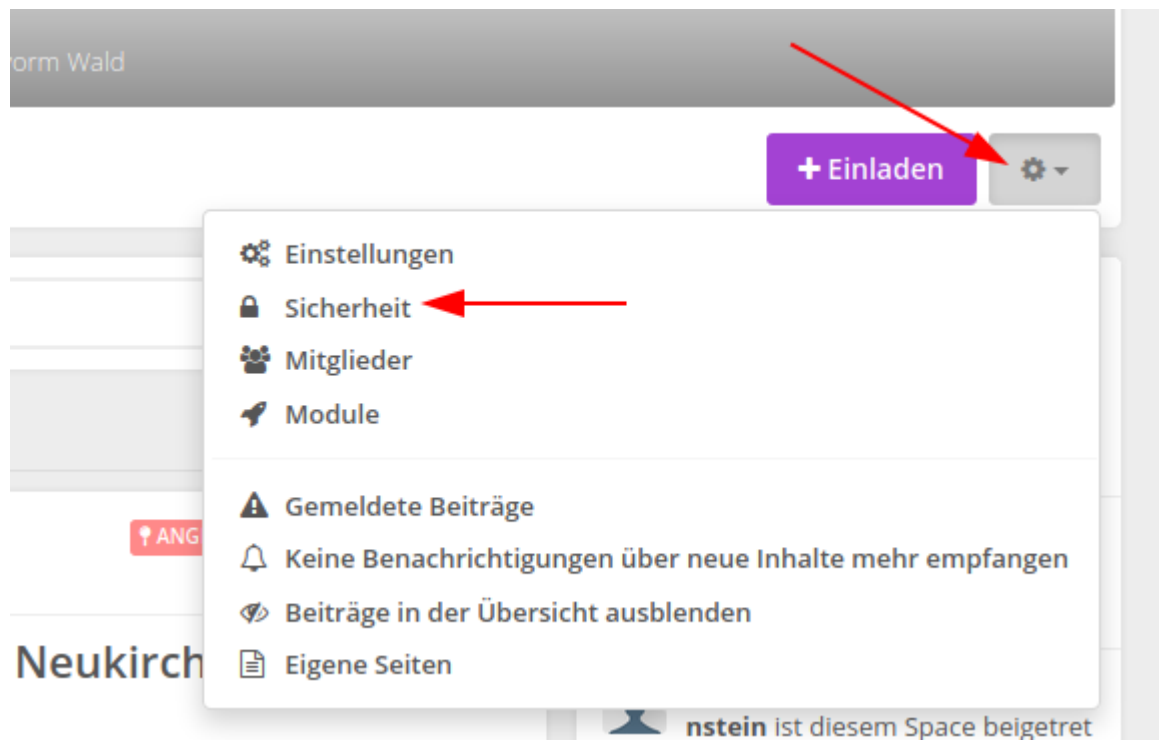 orm Wald
Einladen
Einstellungen
Sicherheit
Mitglieder
Module
Gemeldete Beiträge
ANG
Keine Benachrichtigungen über neue Inhalte mehr empfangen
Beiträge in der Übersicht ausblenden
Neukirch
Eigene Seiten
nstein ist diesem Space beigetret